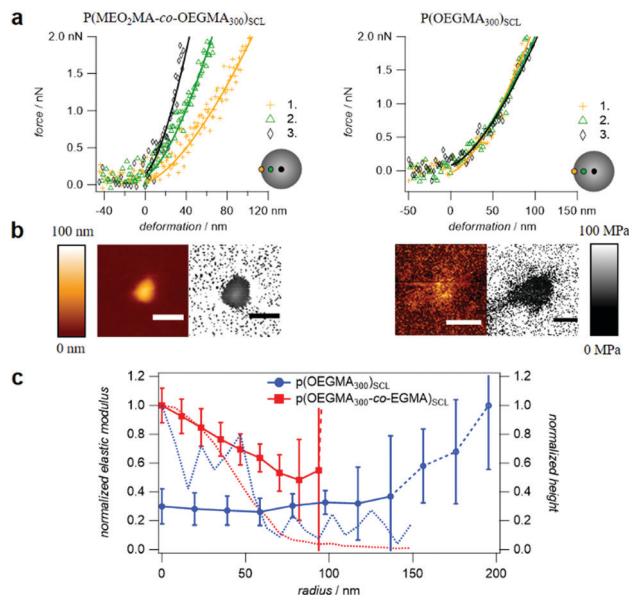 a
P(MEO₂MA-co-OEGMA₃₀₀)SCL
P(OEGMA₃₀₀)SCL
2.0 nN
1.5
1.0
0.5
0.0
force / nN
1.
2.
3.
-40
0
40
80
120 nm
deformation / nm
2.0 nN
1.5
1.0
0.5
0.0
force / nN
1.
2.
3.
-50
0
50
100
150 nm
deformation / nm
b
100 nm
0 nm
100 MPa
0 MPa
c
normalized elastic modulus
1.2
1.0
0.8
0.6
0.4
0.2
0.0
p(OEGMA₃₀₀)SCL
p(OEGMA₃₀₀-co-EGMA)SCL
1.2
1.0
0.8
0.6
0.4
0.2
0.0
normalized height
0
50
100
150
200
radius / nm